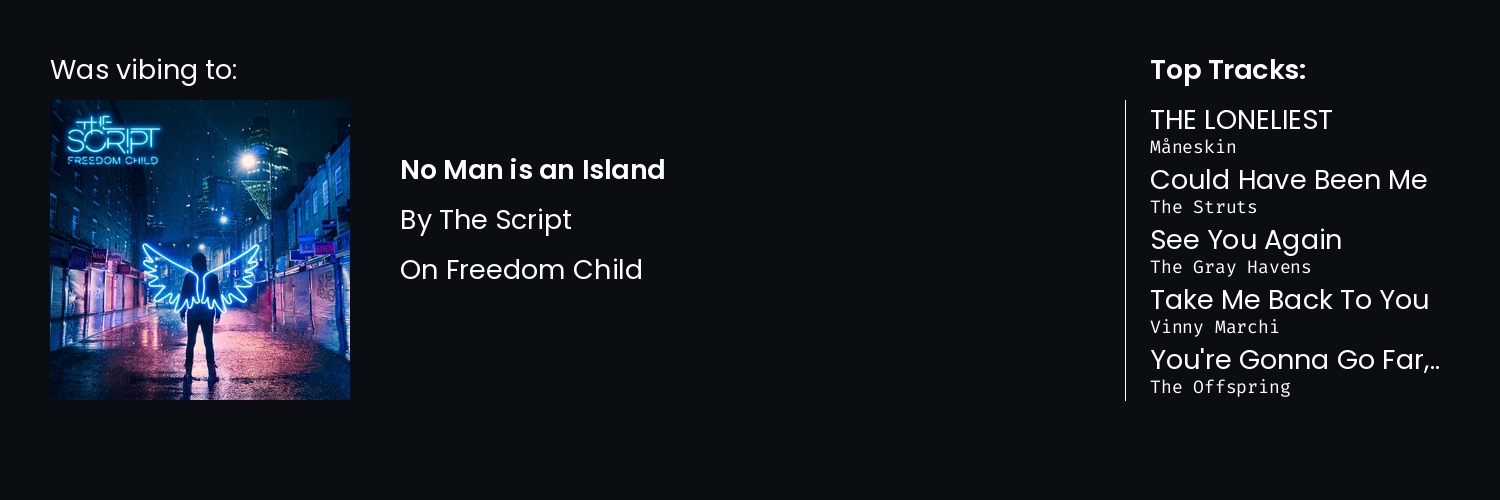 Was vibing to:
THE
SCRIPT
FREEDOM CHILD
No Man is an Island
By The Script
On Freedom Child
Top Tracks:
THE LONELIEST
Måneskin
Could Have Been Me
The Struts
See You Again
The Gray Havens
Take Me Back To You
Vinny Marchi
You're Gonna Go Far,..
The Offspring